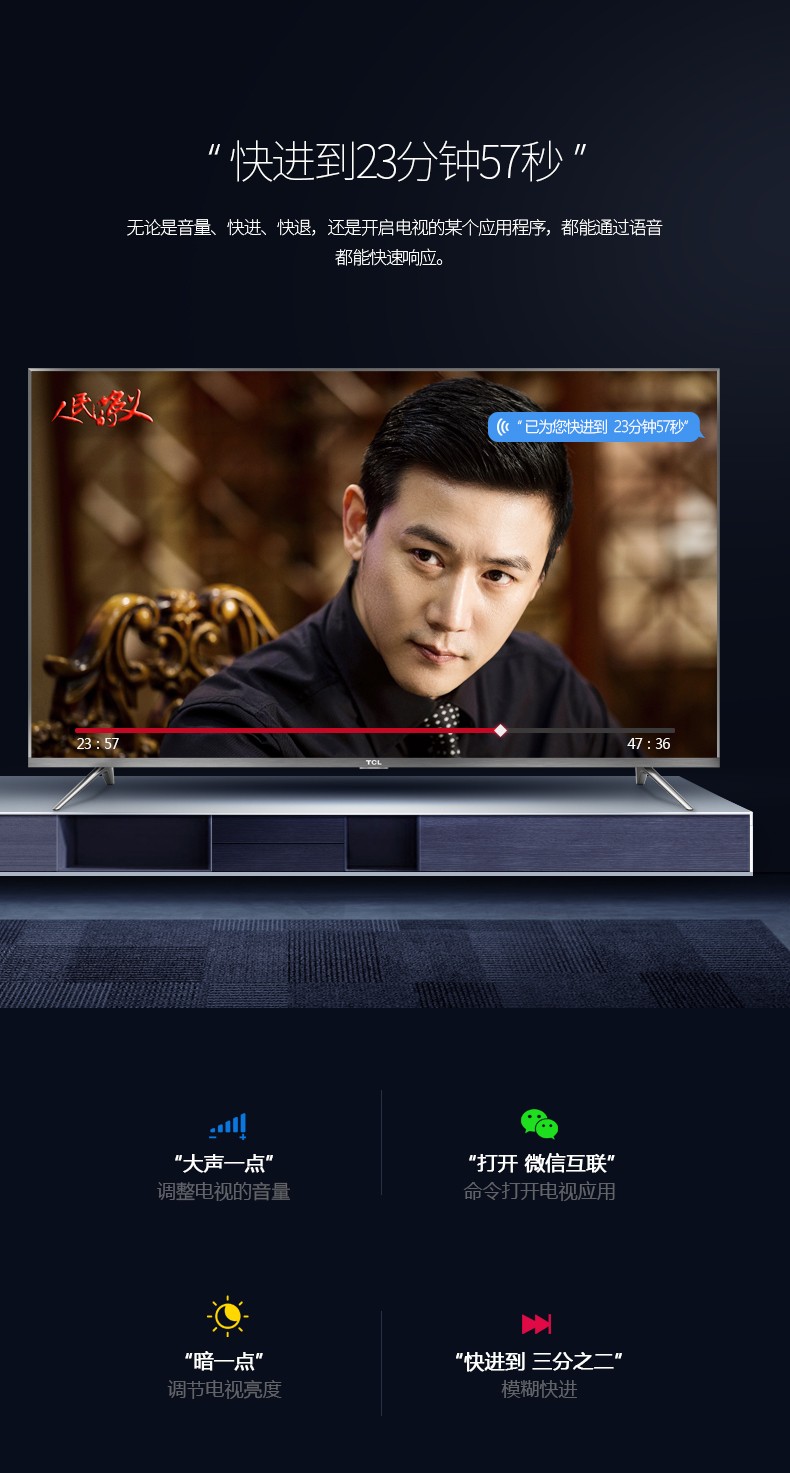 “ 快进到23分钟57秒 ”
无论是音量、快进、快退，还是开启电视的某个应用程序，都能通过语音
都能快速响应。
人民的名义
“ 已为您快进到 23分钟57秒”
23 : 57
47 : 36
TCL
“大声一点”
调整电视的音量
“打开 微信互联”
命令打开电视应用
“暗一点”
调节电视亮度
“快进到 三分之二”
模糊快进